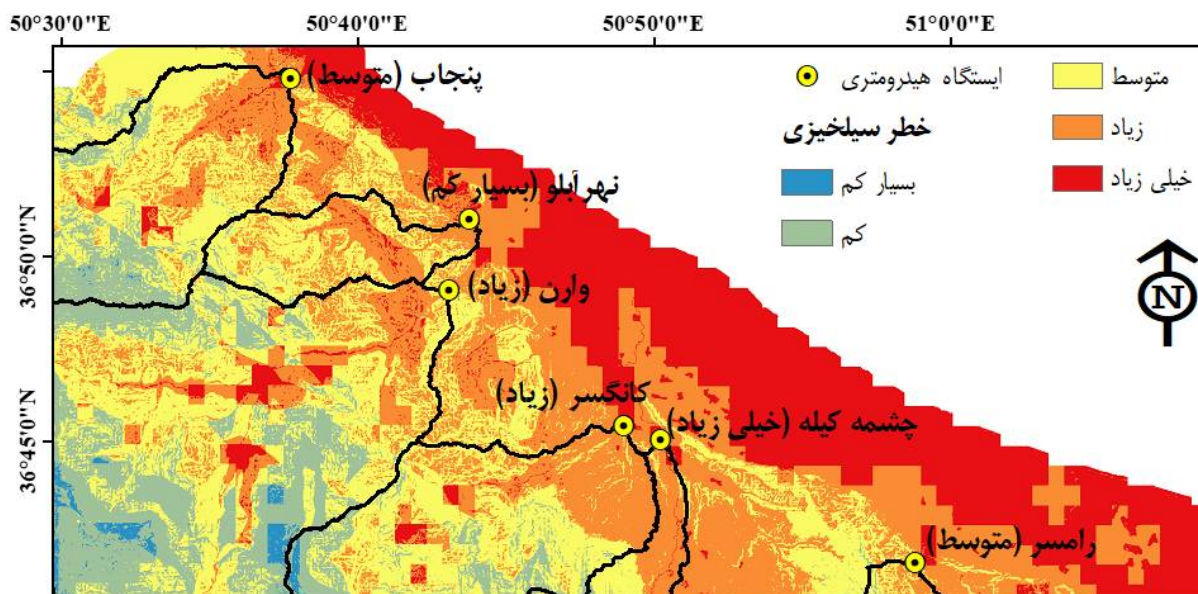 50°30'0"E 50°40'0"E 50°50'0"E 51°0'0"E
پنجاب (متوسط)
ایستگاه هیدرومتری
متوسط
خطر سیلخیزی
زیاد
بسیار کم
خیلی زیاد
کم
نهر آبلو (بسیار کم)
36°50'0"N
وارن (زیاد)
N
کانگسر (زیاد)
چشمه کیله (خیلی زیاد)
36°45'0"N
رامسر (متوسط)